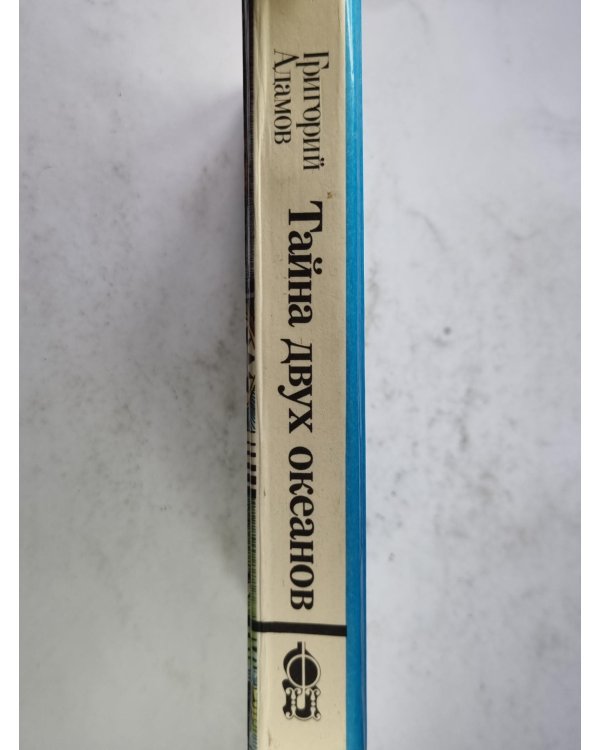 Григорий
Адамов
Тайна двух океанов